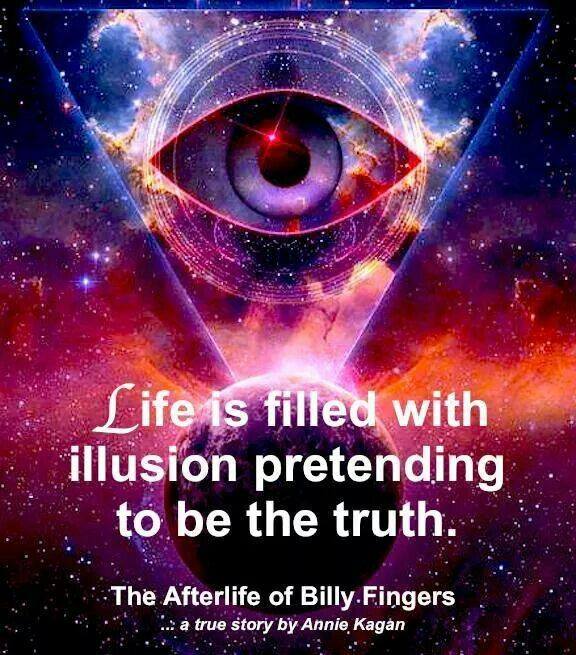 Life is filled with
illusion pretending
to be the truth.
The Afterlife of Billy Fingers
... a true story by Annie Kagan